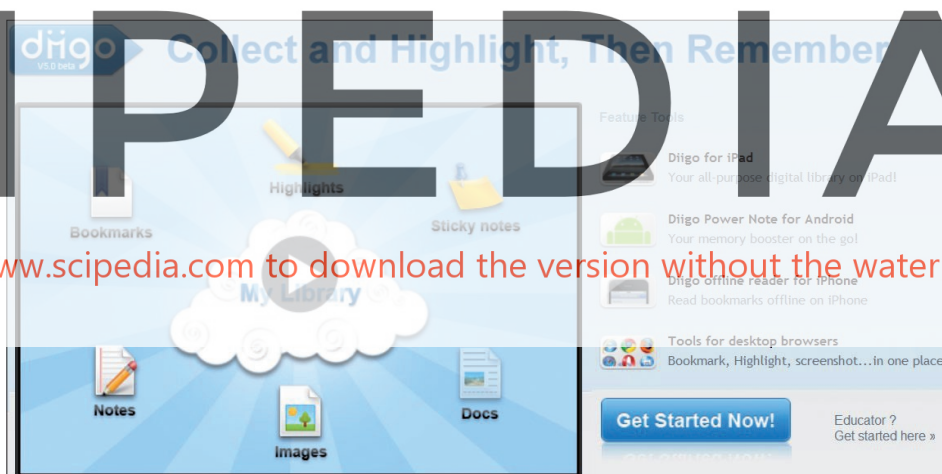 IPEDIA
diigo
V5.0 beta
Collect and Highlight, Then Remember
Feature Tools
Highlights
Bookmarks
Sticky notes
My Library
Notes
Images
Docs
Diigo for iPad
Your all-purpose digital library on iPad!
Diigo Power Note for Android
Your memory booster on the go!
www.scipedia.com to download the version without the water
Diigo offline reader for iPhone
Read bookmarks offline on iPhone
Tools for desktop browsers
Bookmark, Highlight, screenshot...in one place
Get Started Now!
Educator ?
Get started here »